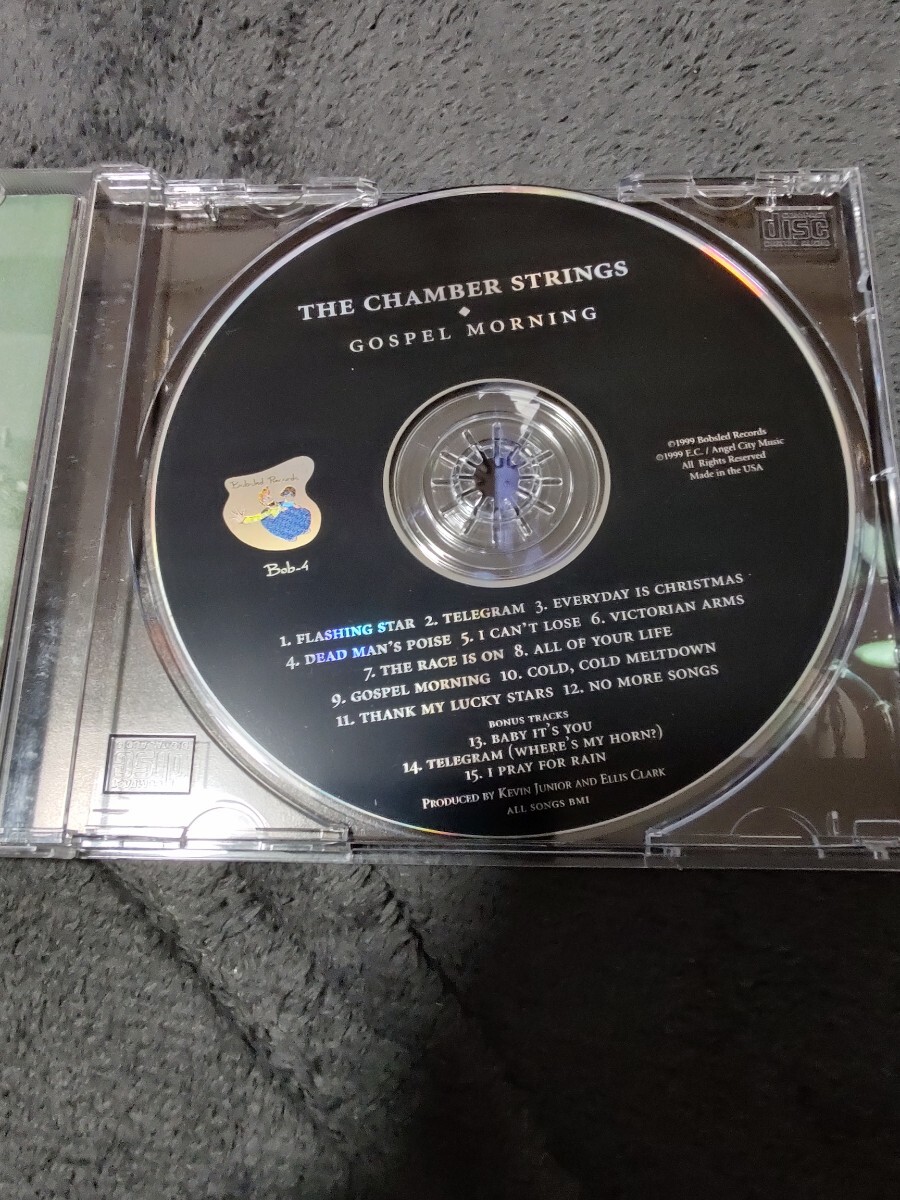 disc
THE CHAMBER STRINGS
GOSPEL MORNING
©1999 Bobsled Records
©1999 E.C. / Angel City Music
All Rights Reserved
Made in the USA
Bobsled Records
Bob-4
1. FLASHING STAR 2. TELEGRAM 3. EVERYDAY IS CHRISTMAS
4. DEAD MAN'S POISE 5. I CAN'T LOSE 6. VICTORIAN ARMS
7. THE RACE IS ON 8. ALL OF YOUR LIFE
9. GOSPEL MORNING 10. COLD, COLD MELTDOWN
11. THANK MY LUCKY STARS 12. NO MORE SONGS
BONUS TRACKS
13. BABY IT'S YOU
14. TELEGRAM (WHERE'S MY HORN?)
15. I PRAY FOR RAIN
PRODUCED BY KEVIN JUNIOR AND ELLIS CLARK
ALL SONGS BMI